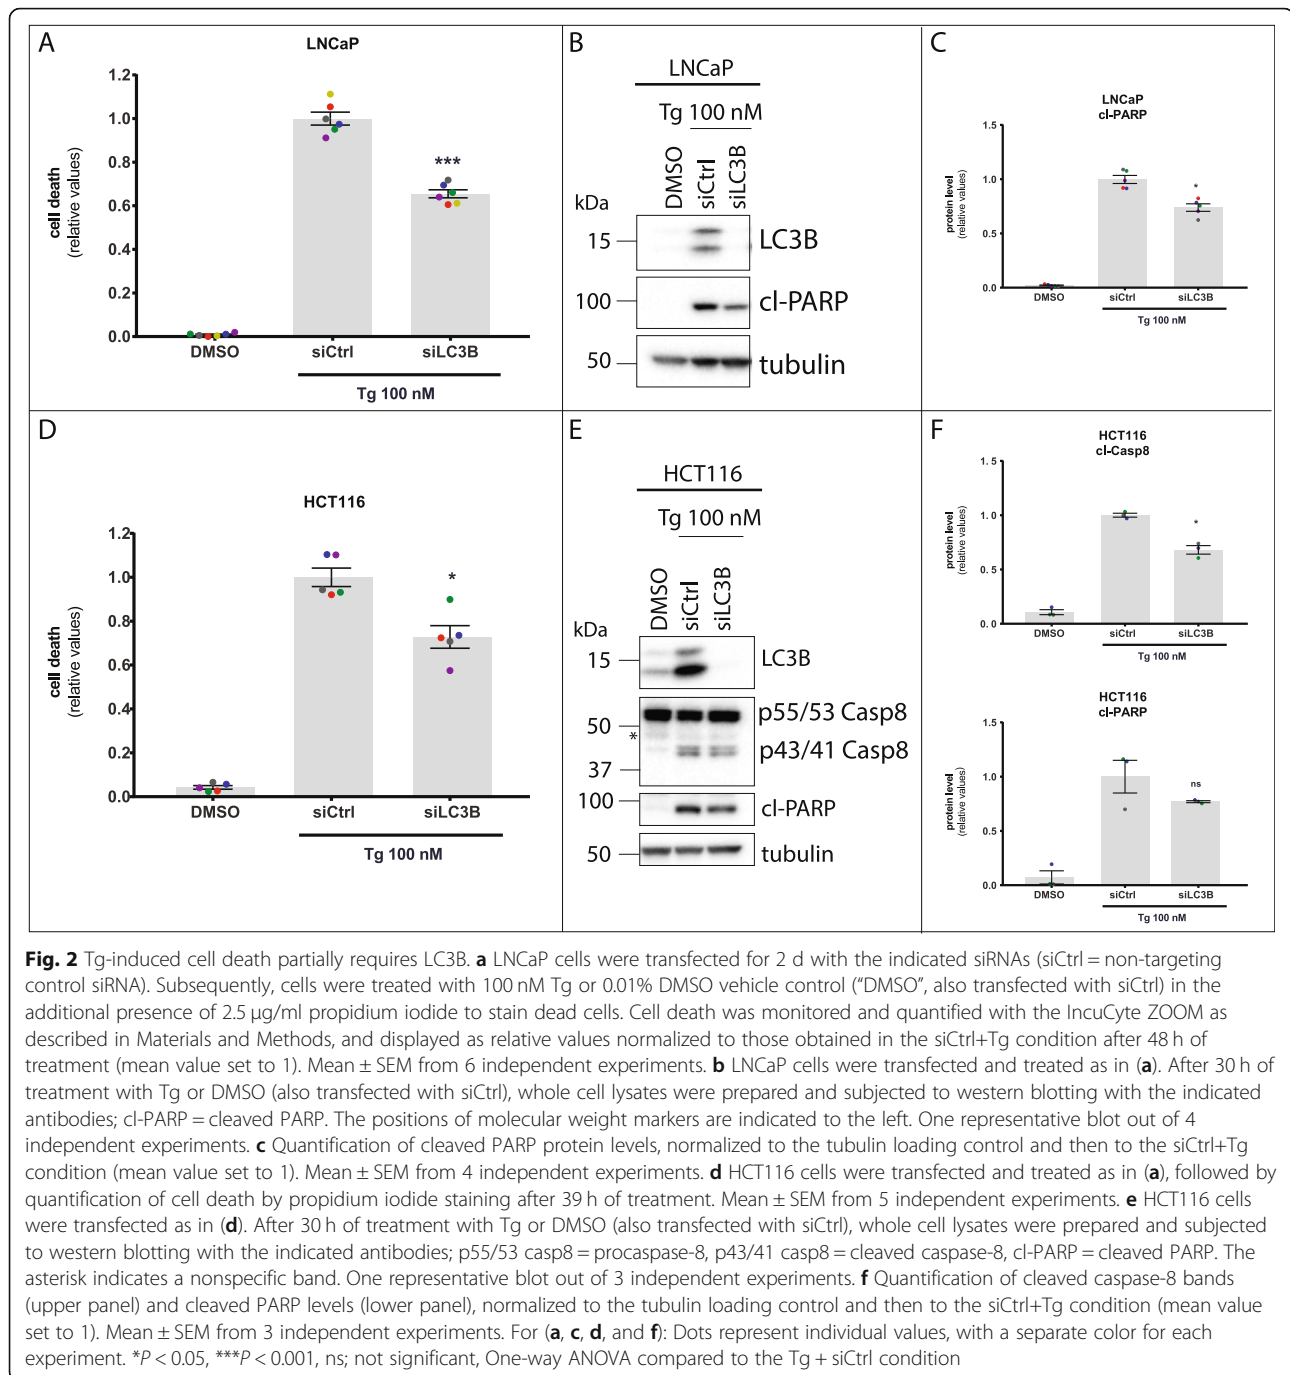 A
LNCaP
cell death
(relative values)
1.2
1.0
0.8
0.6
0.4
0.2
0.0
***
DMSO
siCtrl
siLC3B
Tg 100 nM
B
LNCaP
Tg 100 nM
DMSO
siCtrl
siLC3B
kDa
15
LC3B
100
cl-PARP
50
tubulin
C
LNCaP
cl-PARP
protein level
(relative values)
1.5
1.0
0.5
0.0
*
DMSO
siCtrl
siLC3B
Tg 100 nM
D
HCT116
cell death
(relative values)
1.2
1.0
0.8
0.6
0.4
0.2
0.0
*
DMSO
siCtrl
siLC3B
Tg 100 nM
E
HCT116
Tg 100 nM
DMSO
siCtrl
siLC3B
kDa
15
LC3B
p55/53 Casp8
50
*
p43/41 Casp8
37
100
cl-PARP
50
tubulin
F
HCT116
cl-Casp8
protein level
(relative values)
1.5
1.0
0.5
0.0
*
DMSO
siCtrl
siLC3B
Tg 100 nM
HCT116
cl-PARP
protein level
(relative values)
1.5
1.0
0.5
0.0
ns
DMSO
siCtrl
siLC3B
Tg 100 nM
Fig. 2 Tg-induced cell death partially requires LC3B. a LNCaP cells were transfected for 2 d with the indicated siRNAs (siCtrl = non-targeting
control siRNA). Subsequently, cells were treated with 100 nM Tg or 0.01% DMSO vehicle control (“DMSO”, also transfected with siCtrl) in the
additional presence of 2.5 μg/ml propidium iodide to stain dead cells. Cell death was monitored and quantified with the IncuCyte ZOOM as
described in Materials and Methods, and displayed as relative values normalized to those obtained in the siCtrl+Tg condition after 48 h of
treatment (mean value set to 1). Mean ± SEM from 6 independent experiments. b LNCaP cells were transfected and treated as in (a). After 30 h of
treatment with Tg or DMSO (also transfected with siCtrl), whole cell lysates were prepared and subjected to western blotting with the indicated
antibodies; cl-PARP = cleaved PARP. The positions of molecular weight markers are indicated to the left. One representative blot out of 4
independent experiments. c Quantification of cleaved PARP protein levels, normalized to the tubulin loading control and then to the siCtrl+Tg
condition (mean value set to 1). Mean ± SEM from 4 independent experiments. d HCT116 cells were transfected and treated as in (a), followed by
quantification of cell death by propidium iodide staining after 39 h of treatment. Mean ± SEM from 5 independent experiments. e HCT116 cells
were transfected as in (d). After 30 h of treatment with Tg or DMSO (also transfected with siCtrl), whole cell lysates were prepared and subjected
to western blotting with the indicated antibodies; p55/53 casp8 = procaspase-8, p43/41 casp8 = cleaved caspase-8, cl-PARP = cleaved PARP. The
asterisk indicates a nonspecific band. One representative blot out of 3 independent experiments. f Quantification of cleaved caspase-8 bands
(upper panel) and cleaved PARP levels (lower panel), normalized to the tubulin loading control and then to the siCtrl+Tg condition (mean value
set to 1). Mean ± SEM from 3 independent experiments. For (a, c, d, and f): Dots represent individual values, with a separate color for each
experiment. *P < 0.05, ***P < 0.001, ns; not significant, One-way ANOVA compared to the Tg + siCtrl condition